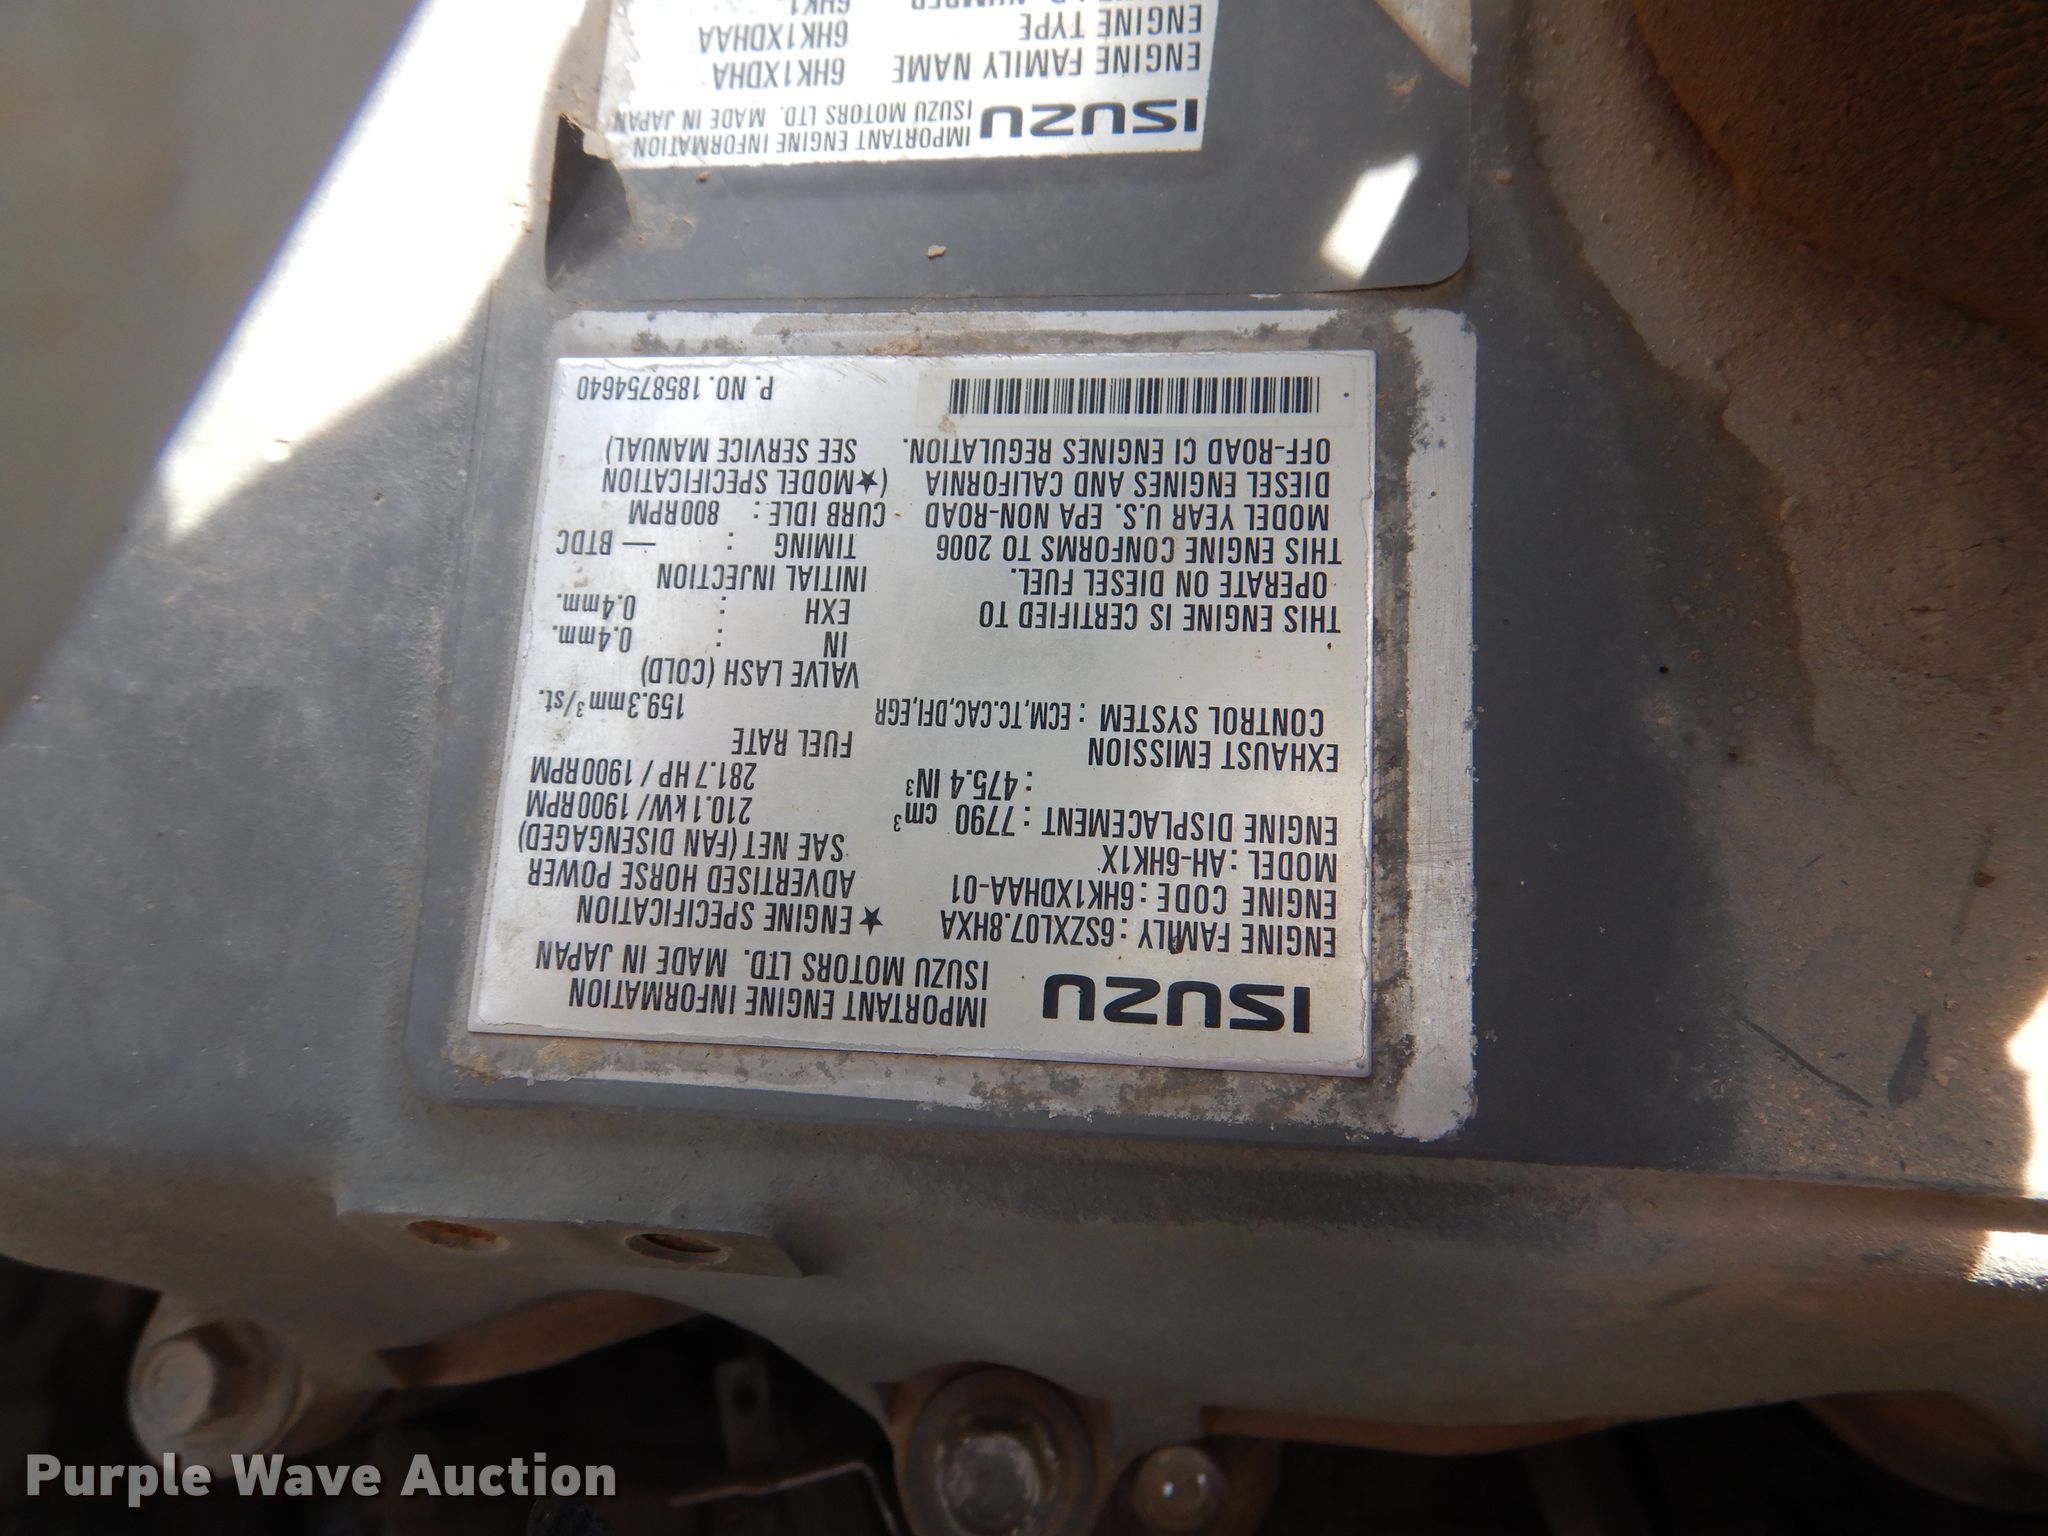 ISUZU
IMPORTANT ENGINE INFORMATION
ISUZU MOTORS LTD. MADE IN JAPAN
ENGINE FAMILY : 6SZXL07.8HXA
ENGINE CODE : 6HK1XDHAA-01
MODEL : AH-6HK1X
ENGINE DISPLACEMENT : 7790 cm³
: 475.4 IN³
EXHAUST EMISSION
CONTROL SYSTEM : ECM,TC.CAC,DFI,EGR
THIS ENGINE IS CERTIFIED TO
OPERATE ON DIESEL FUEL.
THIS ENGINE CONFORMS TO 2006
MODEL YEAR U.S. EPA NON-ROAD
DIESEL ENGINES AND CALIFORNIA
OFF-ROAD CI ENGINES REGULATION.
★ ENGINE SPECIFICATION
ADVERTISED HORSE POWER
SAE NET (FAN DISENGAGED)
210.1 kW/ 1900RPM
281.7 HP / 1900RPM
FUEL RATE
159.3mm³/st.
VALVE LASH (COLD)
IN : 0.4mm.
EXH : 0.4mm.
INITIAL INJECTION
TIMING : — BTDC
CURB IDLE : 800RPM
(★MODEL SPECIFICATION
SEE SERVICE MANUAL)
P. NO. 1858754640
ISUZU
IMPORTANT ENGINE INFORMATION
ISUZU MOTORS LTD. MADE IN JAPAN
ENGINE FAMILY NAME 6HK1XDHA
ENGINE TYPE 6HK1XDHAA
NUMBER 6HK1-
Purple Wave Auction